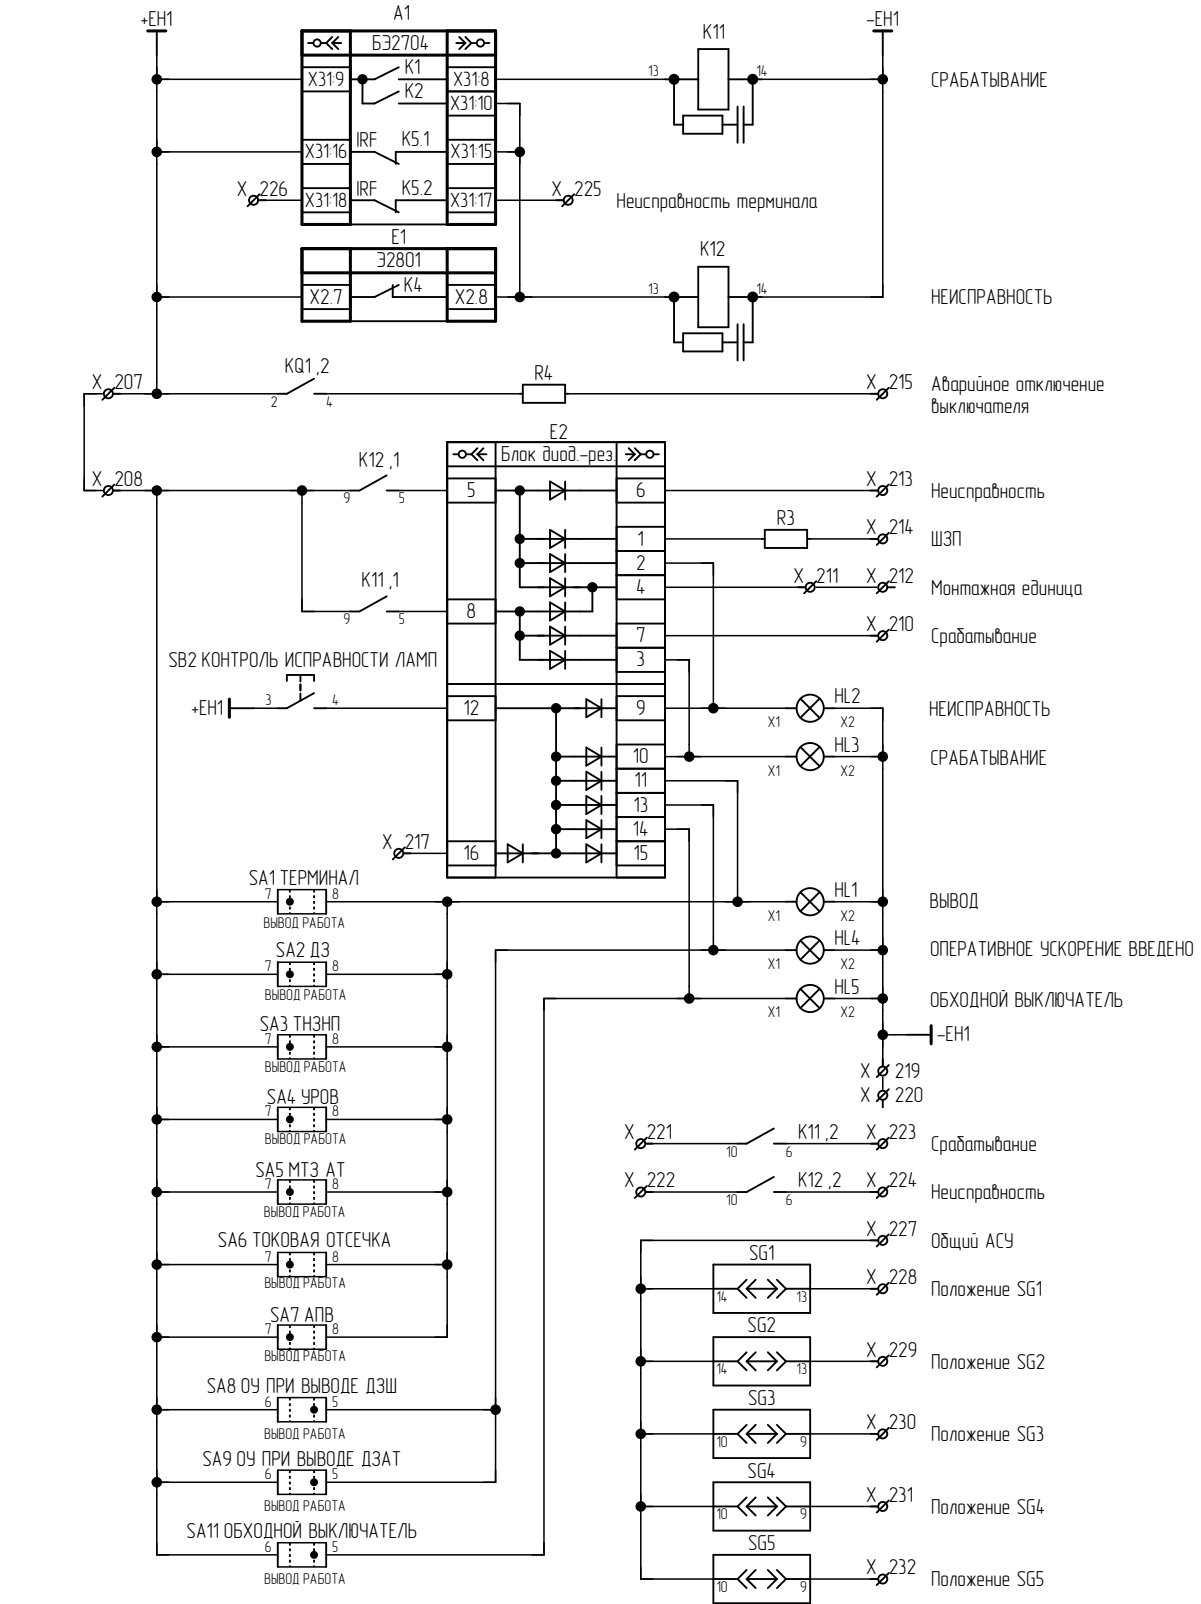 +EH1
A1
−EH1
БЭ2704
K11
X31:9 K1 X31:8 13 14 СРАБАТЫВАНИЕ
K2 X31:10
X31:16 IRF K5.1 X31:15
X 226 X31:18 IRF K5.2 X31:17 X 225 Неисправность терминала
E1
Э2801
K12
X2.7 K4 X2.8 13 14 НЕИСПРАВНОСТЬ
X 207 KQ1 ,2 2 4 R4 X 215 Аварийное отключение
выключателя
E2
Блок диод.-рез.
X 208 K12 ,1 9 5 5 6 X 213 Неисправность
1 R3 X 214 ШЗП
2
K11 ,1 4 X 211 X 212 Монтажная единица
9 5 8
7 X 210 Срабатывание
3
SB2 КОНТРОЛЬ ИСПРАВНОСТИ ЛАМП
+EH1 3 4 12 9 X1 HL2 X2 НЕИСПРАВНОСТЬ
10 X1 HL3 X2 СРАБАТЫВАНИЕ
11
13
14
X 217 16 15
SA1 ТЕРМИНАЛ
7 8 X1 HL1 X2 ВЫВОД
ВЫВОД РАБОТА
SA2 ДЗ
7 8 X1 HL4 X2 ОПЕРАТИВНОЕ УСКОРЕНИЕ ВВЕДЕНО
ВЫВОД РАБОТА
X1 HL5 X2 ОБХОДНОЙ ВЫКЛЮЧАТЕЛЬ
SA3 ТНЗНП
7 8
ВЫВОД РАБОТА
−EH1
X 219
X 220
SA4 УРОВ
7 8
ВЫВОД РАБОТА
X 221 10 K11 ,2 6 X 223 Срабатывание
SA5 МТЗ АТ
7 8
ВЫВОД РАБОТА
X 222 10 K12 ,2 6 X 224 Неисправность
SA6 ТОКОВАЯ ОТСЕЧКА
7 8
ВЫВОД РАБОТА
X 227 Общий АСУ
SG1
14 13 X 228 Положение SG1
SA7 АПВ
7 8
ВЫВОД РАБОТА
SG2
14 13 X 229 Положение SG2
SA8 ОУ ПРИ ВЫВОДЕ ДЗШ
6 5
ВЫВОД РАБОТА
SG3
10 9 X 230 Положение SG3
SA9 ОУ ПРИ ВЫВОДЕ ДЗАТ
6 5
ВЫВОД РАБОТА
SG4
10 9 X 231 Положение SG4
SA11 ОБХОДНОЙ ВЫКЛЮЧАТЕЛЬ
6 5
ВЫВОД РАБОТА
SG5
10 9 X 232 Положение SG5